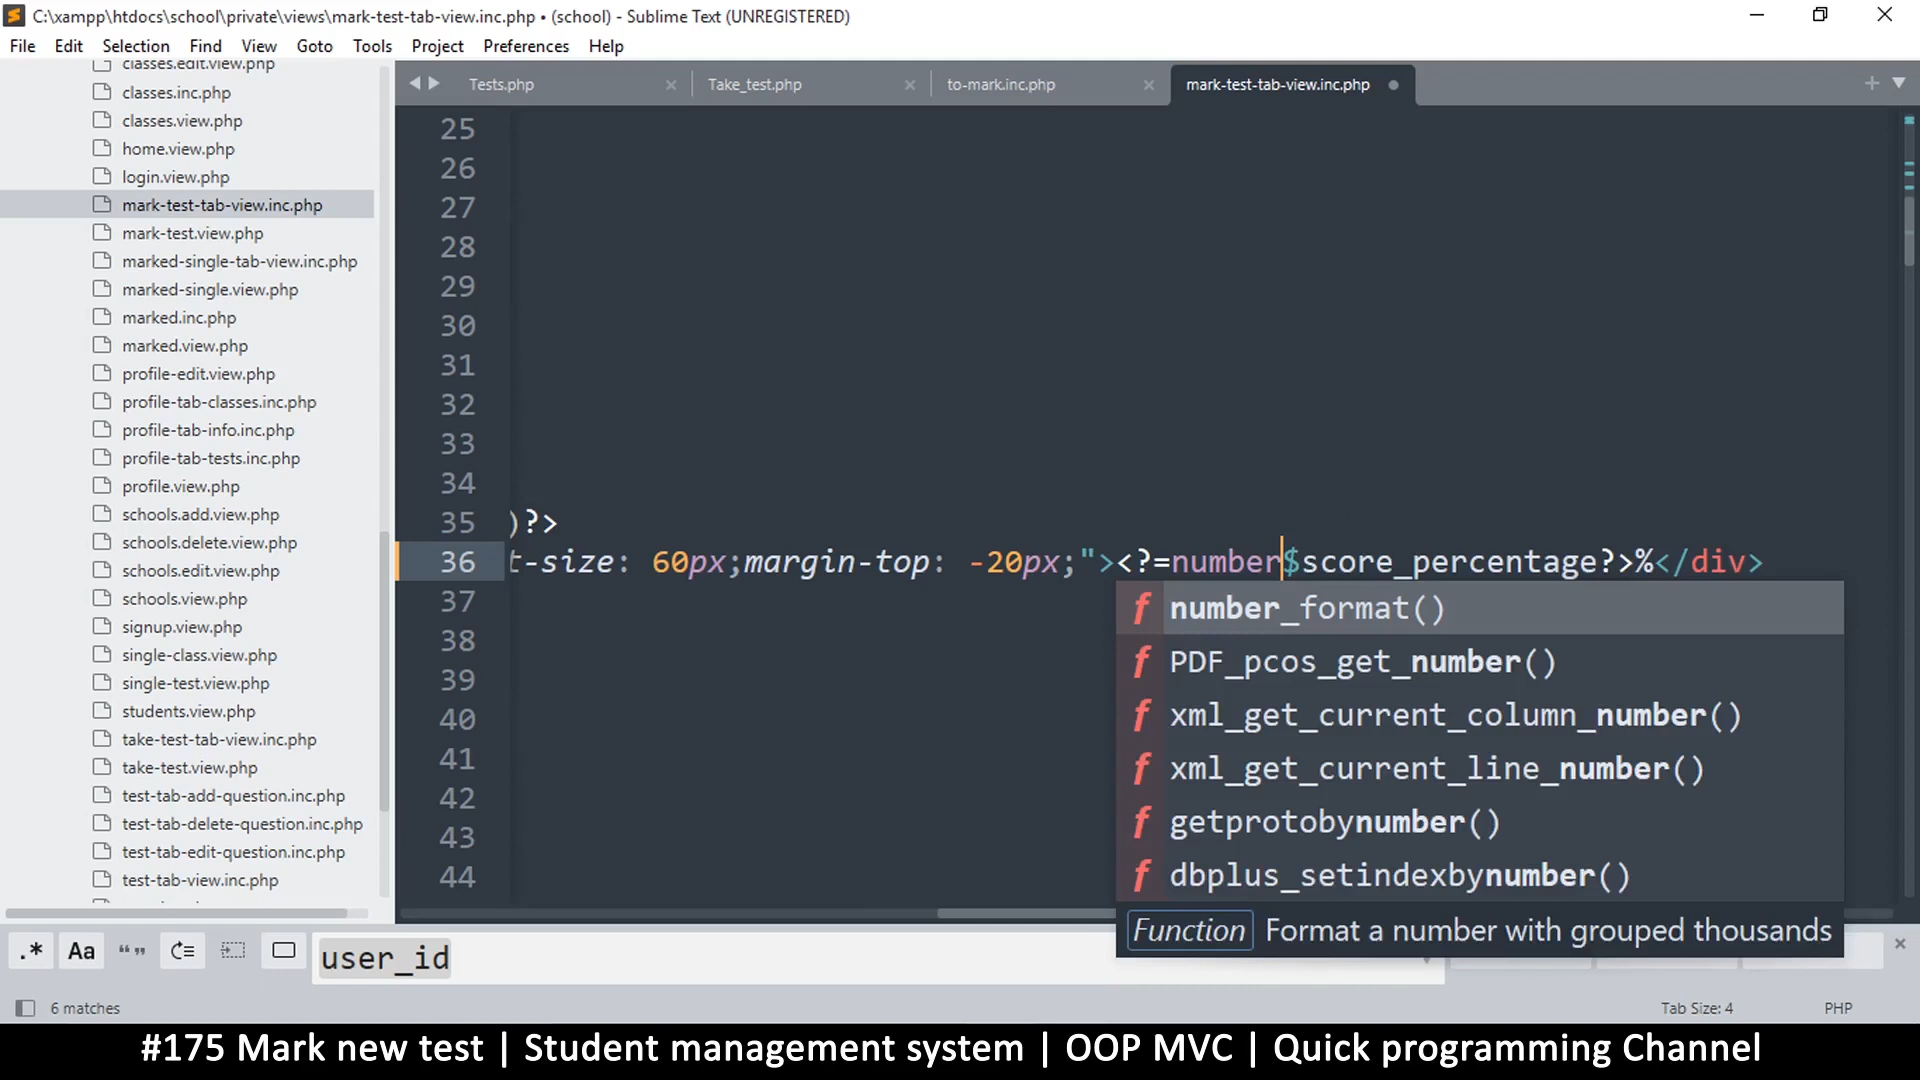 C:\xampp\htdocs\school\private\views\mark-test-tab-view.inc.php • (school) - Sublime Text (UNREGISTERED)
File Edit Selection Find View Goto Tools Project Preferences Help
classes.edit.view.php
classes.inc.php
classes.view.php
home.view.php
login.view.php
mark-test-tab-view.inc.php
mark-test.view.php
marked-single-tab-view.inc.php
marked-single.view.php
marked.inc.php
marked.view.php
profile-edit.view.php
profile-tab-classes.inc.php
profile-tab-info.inc.php
profile-tab-tests.inc.php
profile.view.php
schools.add.view.php
schools.delete.view.php
schools.edit.view.php
schools.view.php
signup.view.php
single-class.view.php
single-test.view.php
students.view.php
take-test-tab-view.inc.php
take-test.view.php
test-tab-add-question.inc.php
test-tab-delete-question.inc.php
test-tab-edit-question.inc.php
test-tab-view.inc.php
Tests.php Take_test.php to-mark.inc.php mark-test-tab-view.inc.php
25
26
27
28
29
30
31
32
33
34
35 )?>
36 t-size: 60px;margin-top: -20px;"><?=number$score_percentage?>%</div>
37
38
39
40
41
42
43
44
f number_format()
f PDF_pcos_get_number()
f xml_get_current_column_number()
f xml_get_current_line_number()
f getprotobynumber()
f dbplus_setindexbynumber()
Function Format a number with grouped thousands
.* Aa “” user_id
6 matches Tab Size: 4 PHP
#175 Mark new test | Student management system | OOP MVC | Quick programming Channel